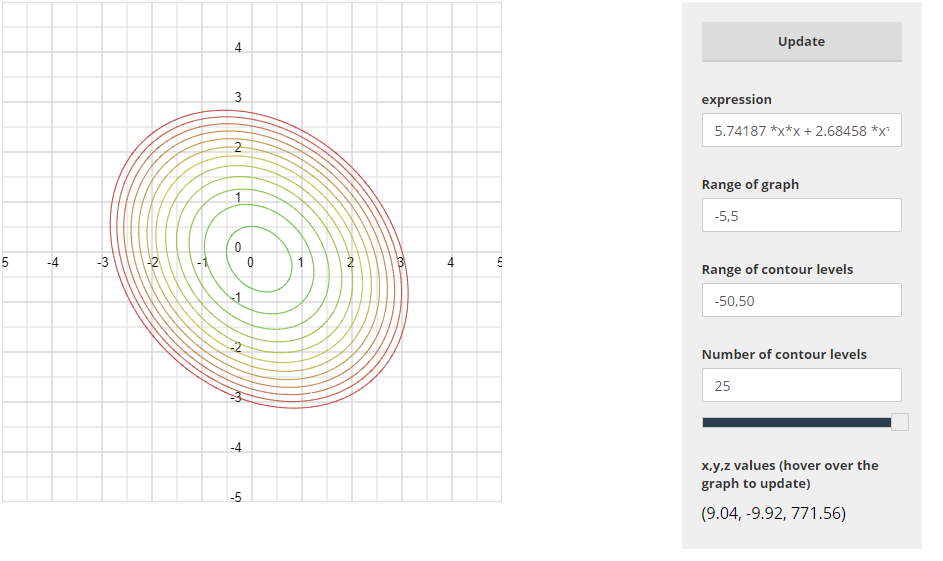 Update
expression
5.74187 *x*x + 2.68458 *x*
Range of graph
-5,5
Range of contour levels
-50,50
Number of contour levels
25
x,y,z values (hover over the
graph to update)
(9.04, -9.92, 771.56)
4
3
2
1
0
5 -4 -3 -2 -1 0 1 2 3 4 5
-1
-2
-3
-4
-5